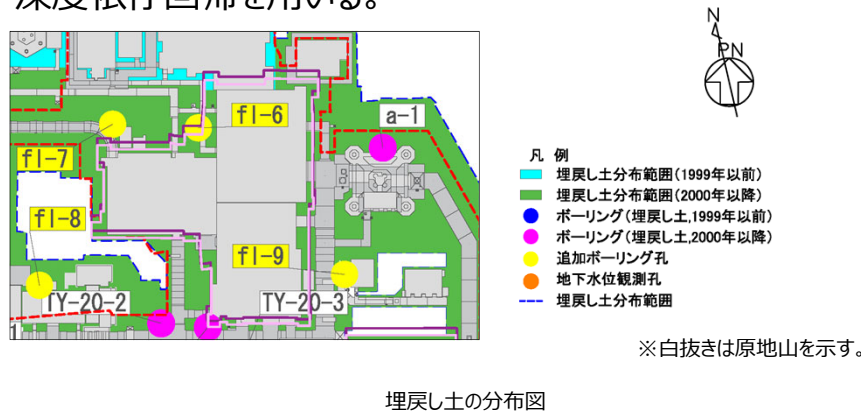 深度依存回帰を用いる。
N
PN
fl-6
a-1
fl-7
fl-8
fl-9
TY-20-2
TY-20-3
1
凡 例
埋戻し土分布範囲(1999年以前)
埋戻し土分布範囲(2000年以降)
ボーリング(埋戻し土,1999年以前)
ボーリング(埋戻し土,2000年以降)
追加ボーリング孔
地下水位観測孔
埋戻し土分布範囲
※白抜きは原地山を示す。
埋戻し土の分布図